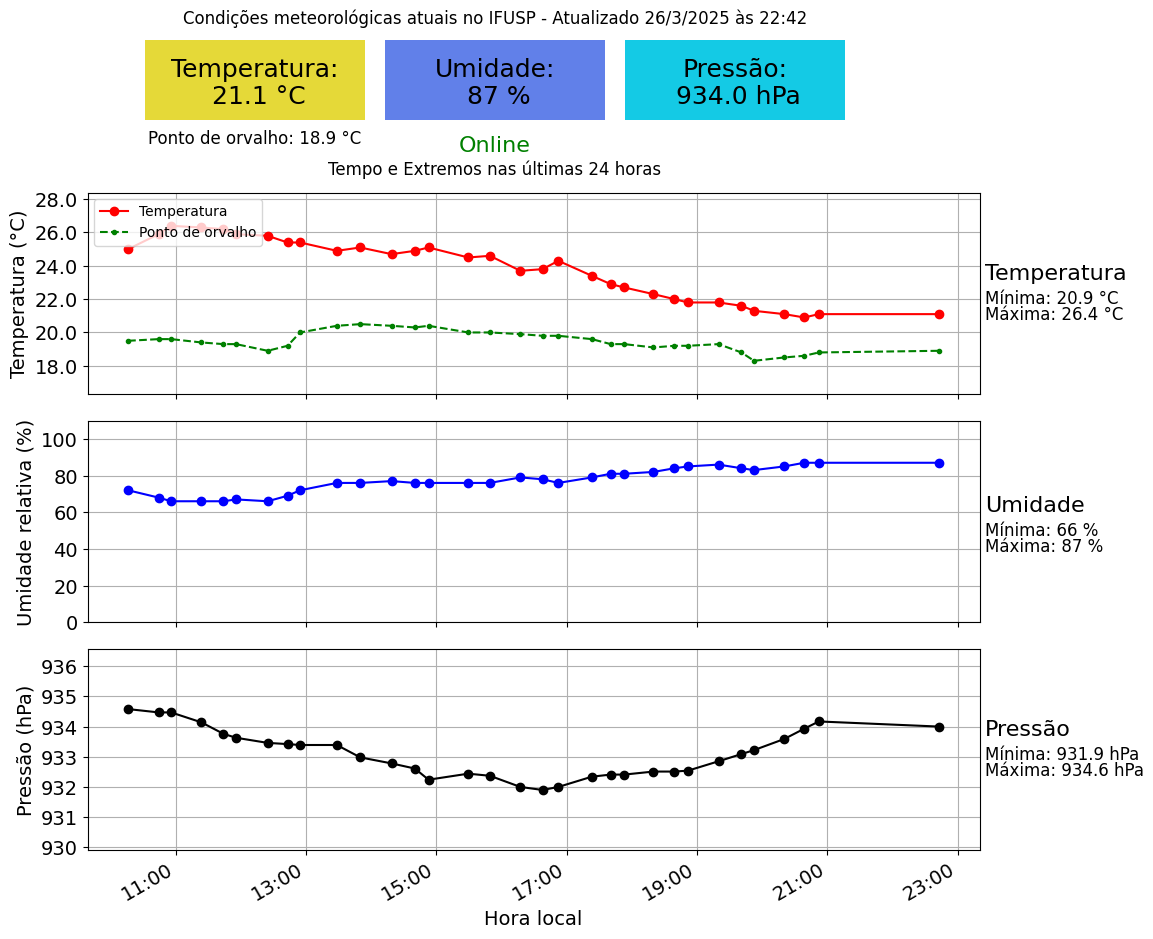 Condições meteorológicas atuais no IFUSP - Atualizado 26/3/2025 às 22:42
Temperatura:
21.1 °C
Umidade:
87 %
Pressão:
934.0 hPa
Ponto de orvalho: 18.9 °C
Online
Tempo e Extremos nas últimas 24 horas
Temperatura (°C)
28.0
26.0
24.0
22.0
20.0
18.0
Temperatura
Ponto de orvalho
Temperatura
Mínima: 20.9 °C
Máxima: 26.4 °C
Umidade relativa (%)
100
80
60
40
20
0
Umidade
Mínima: 66 %
Máxima: 87 %
Pressão (hPa)
936
935
934
933
932
931
930
Pressão
Mínima: 931.9 hPa
Máxima: 934.6 hPa
11:00
13:00
15:00
17:00
19:00
21:00
23:00
Hora local